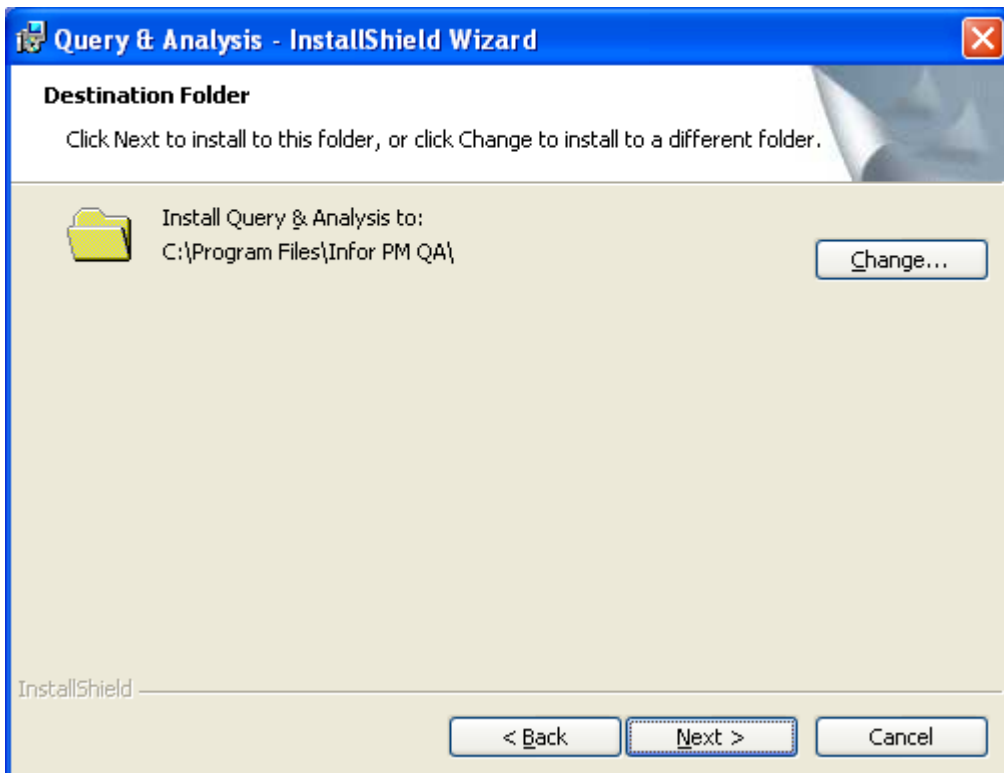 Query & Analysis - InstallShield Wizard
Destination Folder
Click Next to install to this folder, or click Change to install to a different folder.
Install Query & Analysis to:
C:\Program Files\Infor PM QA\
Change...
InstallShield
< Back
Next >
Cancel